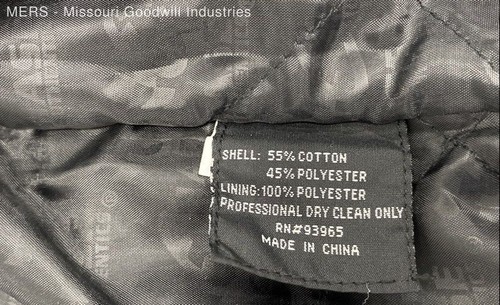 MERS - Missouri Goodwill Industries
SHELL: 55% COTTON
45% POLYESTER
LINING: 100% POLYESTER
PROFESSIONAL DRY CLEAN ONLY
RN#93965
MADE IN CHINA